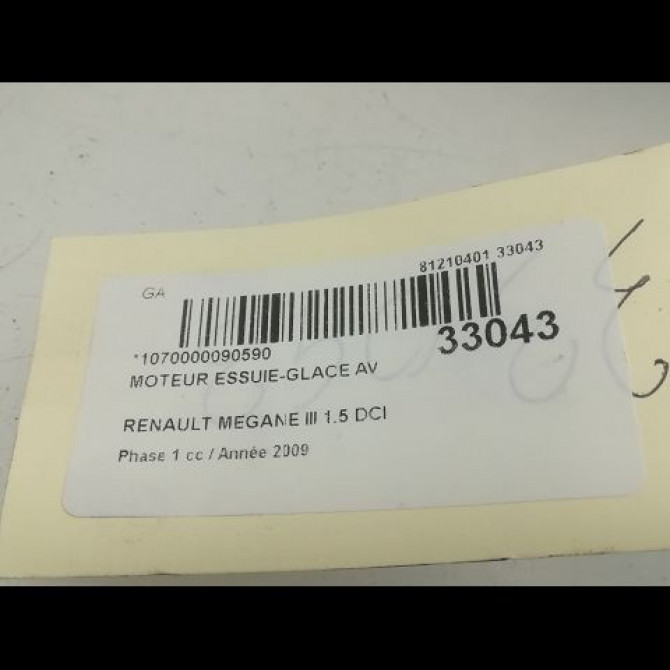 81210401 33043
GA
*1070000090590
33043
MOTEUR ESSUIE-GLACE AV
RENAULT MEGANE III 1.5 DCI
Phase 1 cc / Année 2009